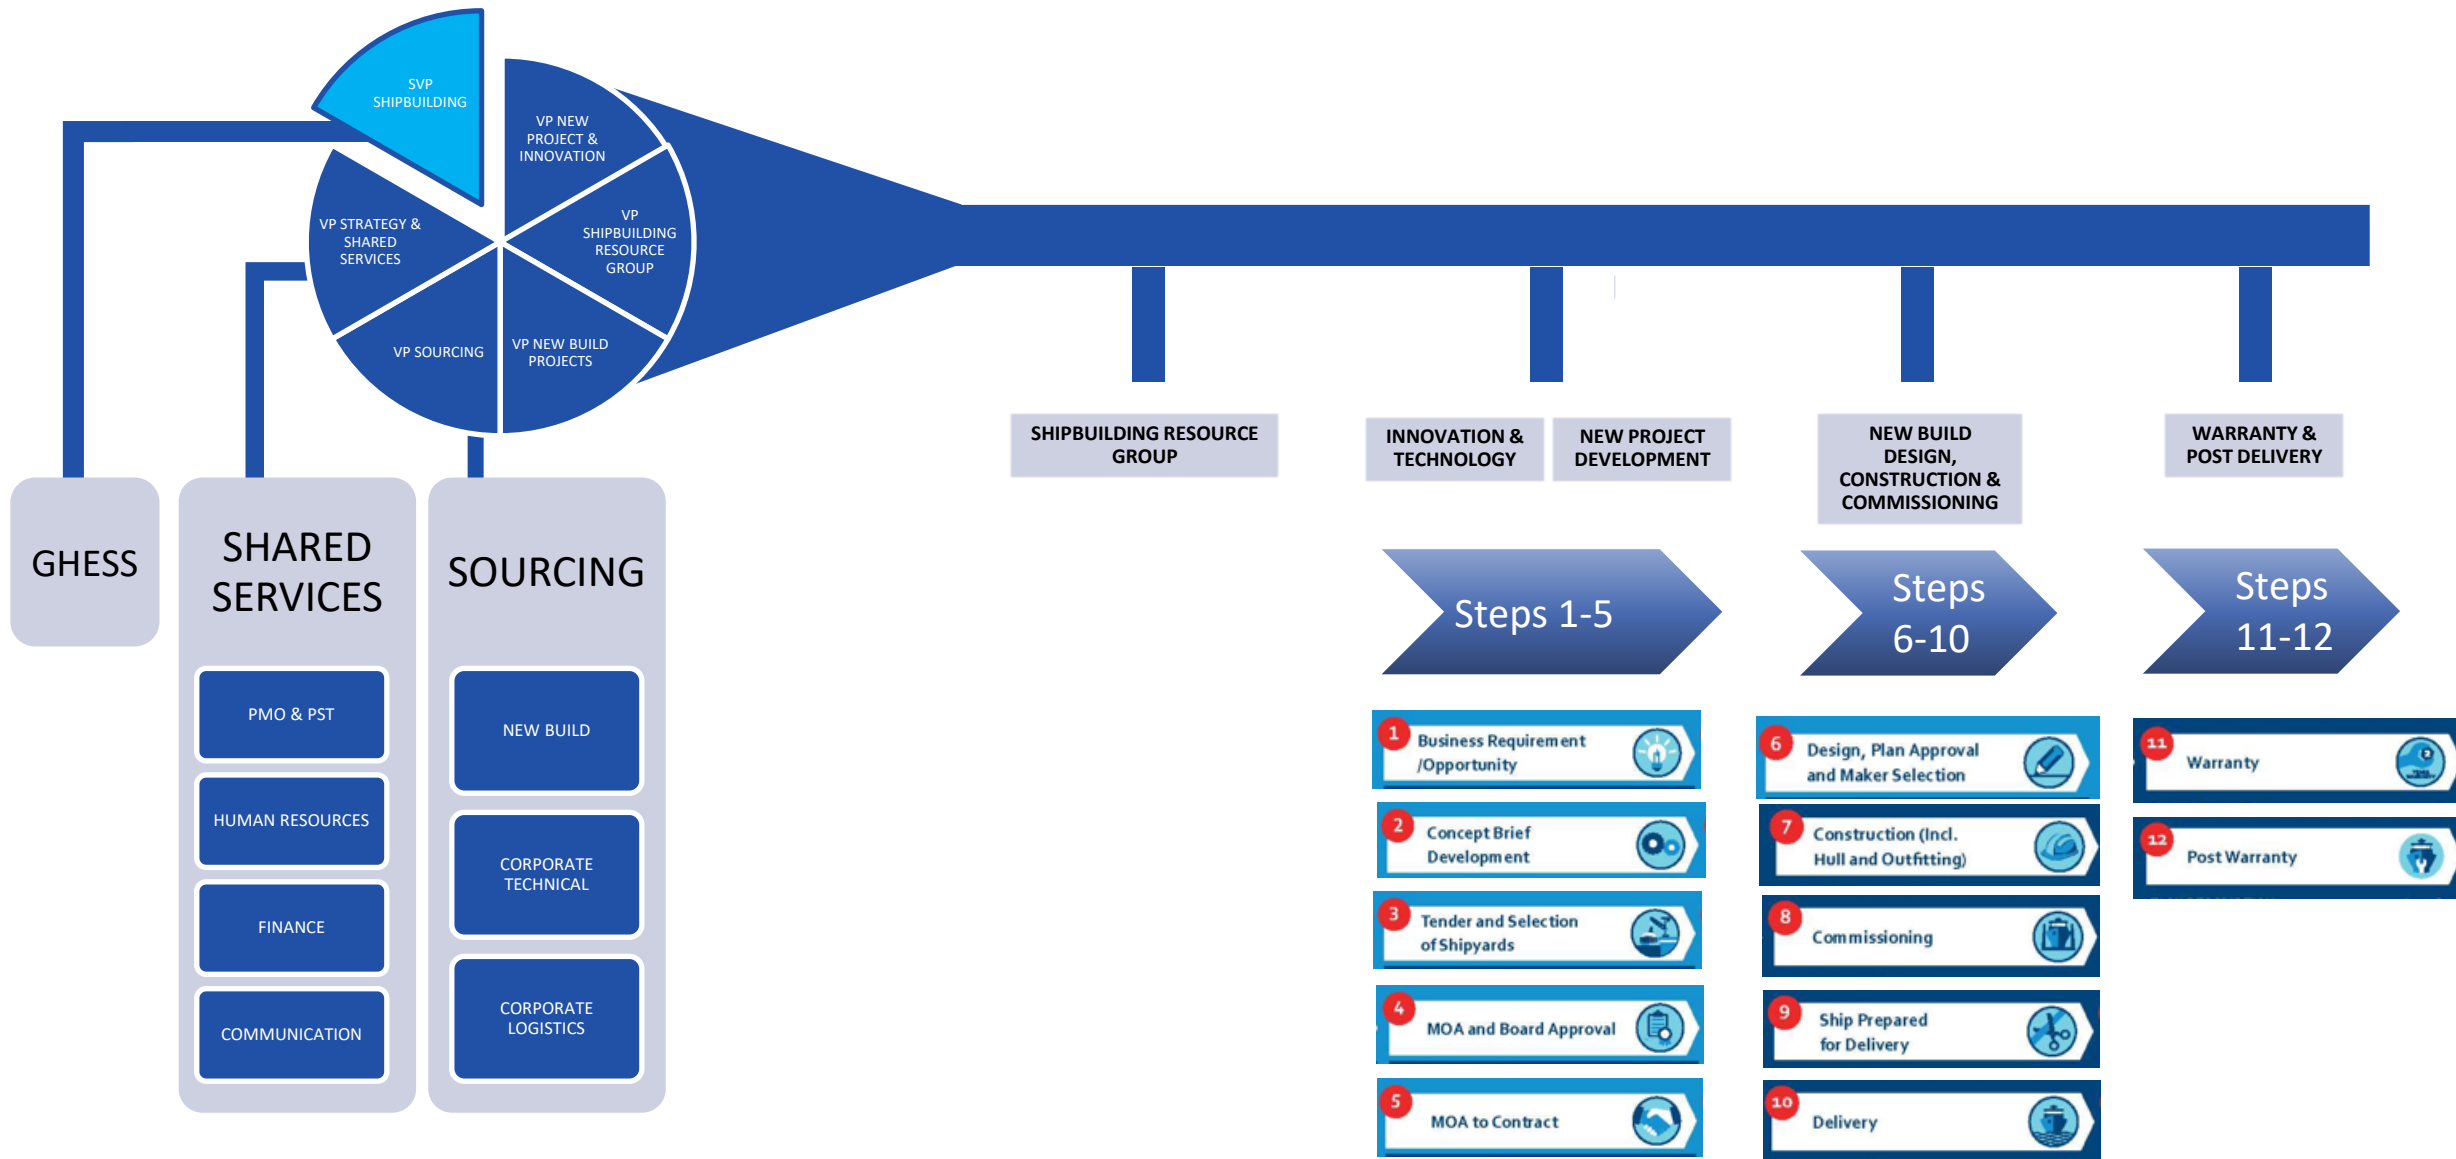 SVP
SHIPBUILDING
VP NEW
PROJECT &
INNOVATION
VP
SHIPBUILDING
RESOURCE
GROUP
VP NEW BUILD
PROJECTS
VP SOURCING
VP STRATEGY &
SHARED
SERVICES
GHESS
SHARED
SERVICES
PMO & PST
HUMAN RESOURCES
FINANCE
COMMUNICATION
SOURCING
NEW BUILD
CORPORATE
TECHNICAL
CORPORATE
LOGISTICS
SHIPBUILDING RESOURCE
GROUP
INNOVATION &
TECHNOLOGY
NEW PROJECT
DEVELOPMENT
NEW BUILD
DESIGN,
CONSTRUCTION &
COMMISSIONING
WARRANTY &
POST DELIVERY
Steps 1-5
Steps
6-10
Steps
11-12
1
Business Requirement
/Opportunity
2
Concept Brief
Development
3
Tender and Selection
of Shipyards
4
MOA and Board Approval
5
MOA to Contract
6
Design, Plan Approval
and Maker Selection
7
Construction (Incl.
Hull and Outfitting)
8
Commissioning
9
Ship Prepared
for Delivery
10
Delivery
11
Warranty
12
Post Warranty